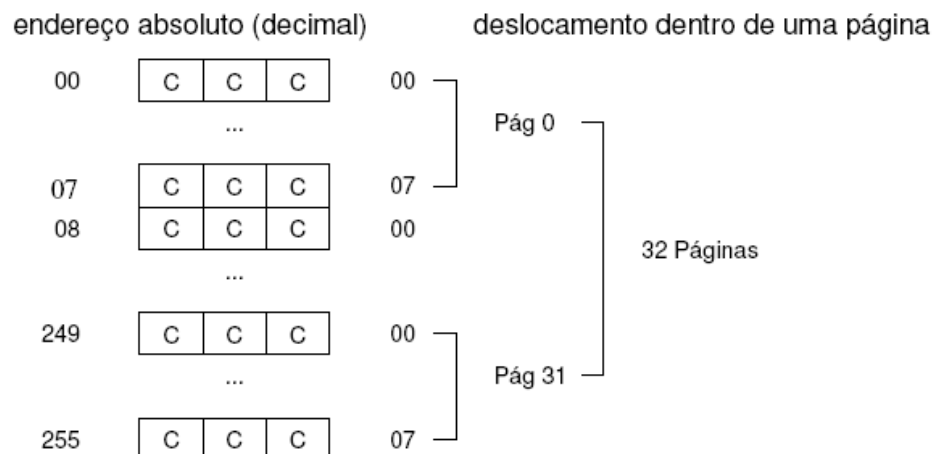 endereço absoluto (decimal) deslocamento dentro de uma página
00 C C C 00
... Pág 0
07 C C C 07
08 C C C 00
32 Páginas
...
249 C C C 00
... Pág 31
255 C C C 07